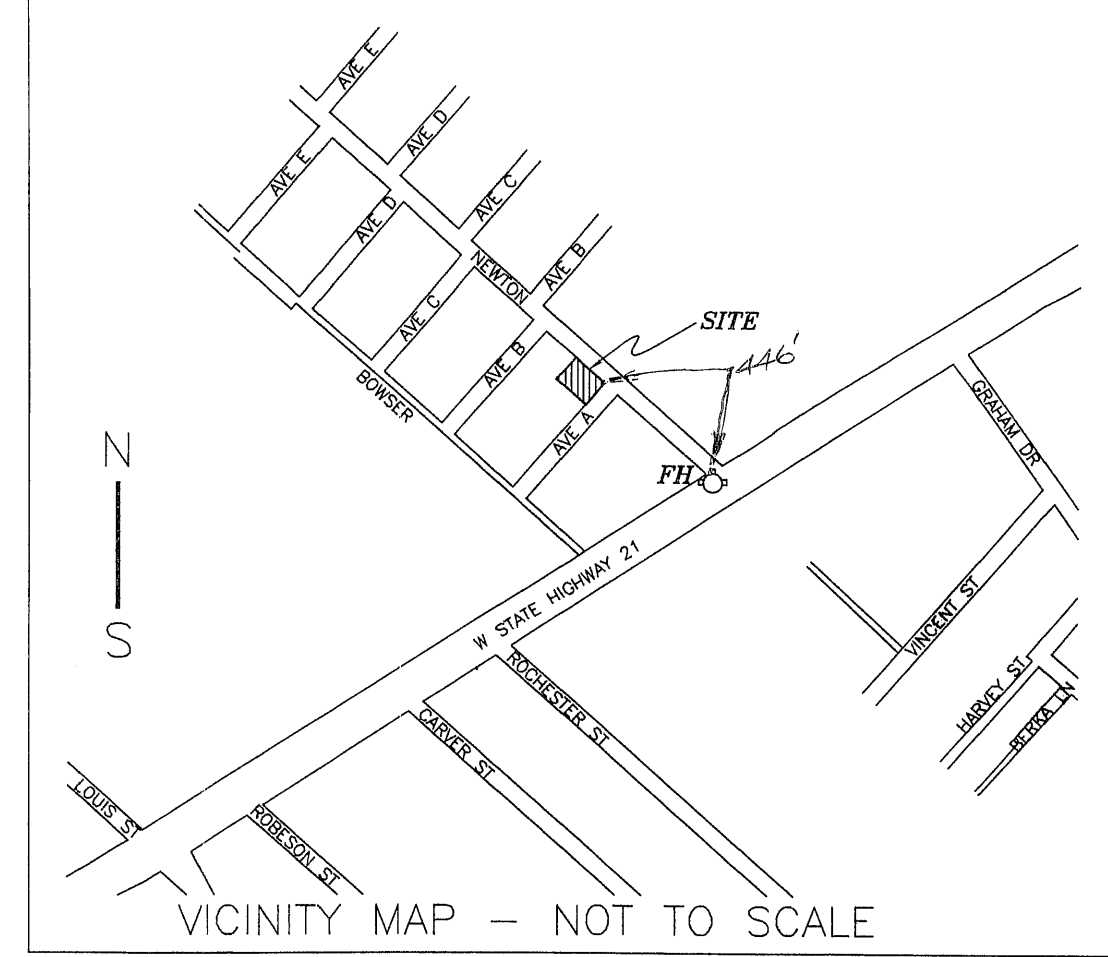 AVE E
AVE D
AVE E
AVE C
AVE D
AVE B
NEWTON
AVE C
SITE
AVE B
446'
BOWSER
GRAHAM DR
AVE A
N
FH
W STATE HIGHWAY 21
VINCENT ST
S
ROCHESTER ST
HARVEY ST
BERKA LN
CARVER ST
LOUIS ST
ROBESON ST
VICINITY MAP - NOT TO SCALE